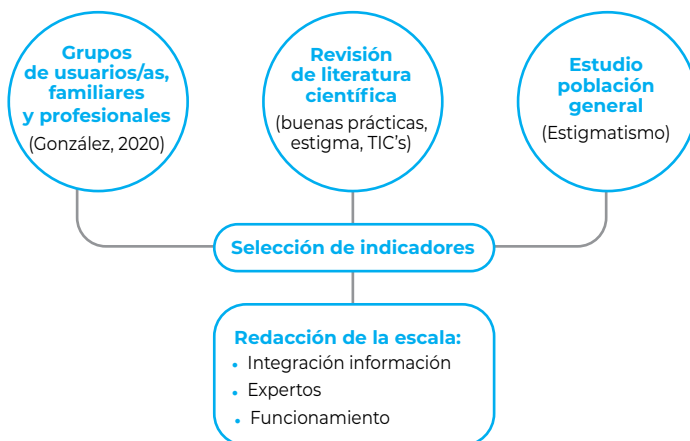 Grupos
de usuarios/as,
familiares
y profesionales
(González, 2020)
Revisión
de literatura
científica
(buenas prácticas,
estigma, TIC's)
Estudio
población
general
(Estigmatismo)
Selección de indicadores
Redacción de la escala:
• Integración información
• Expertos
• Funcionamiento